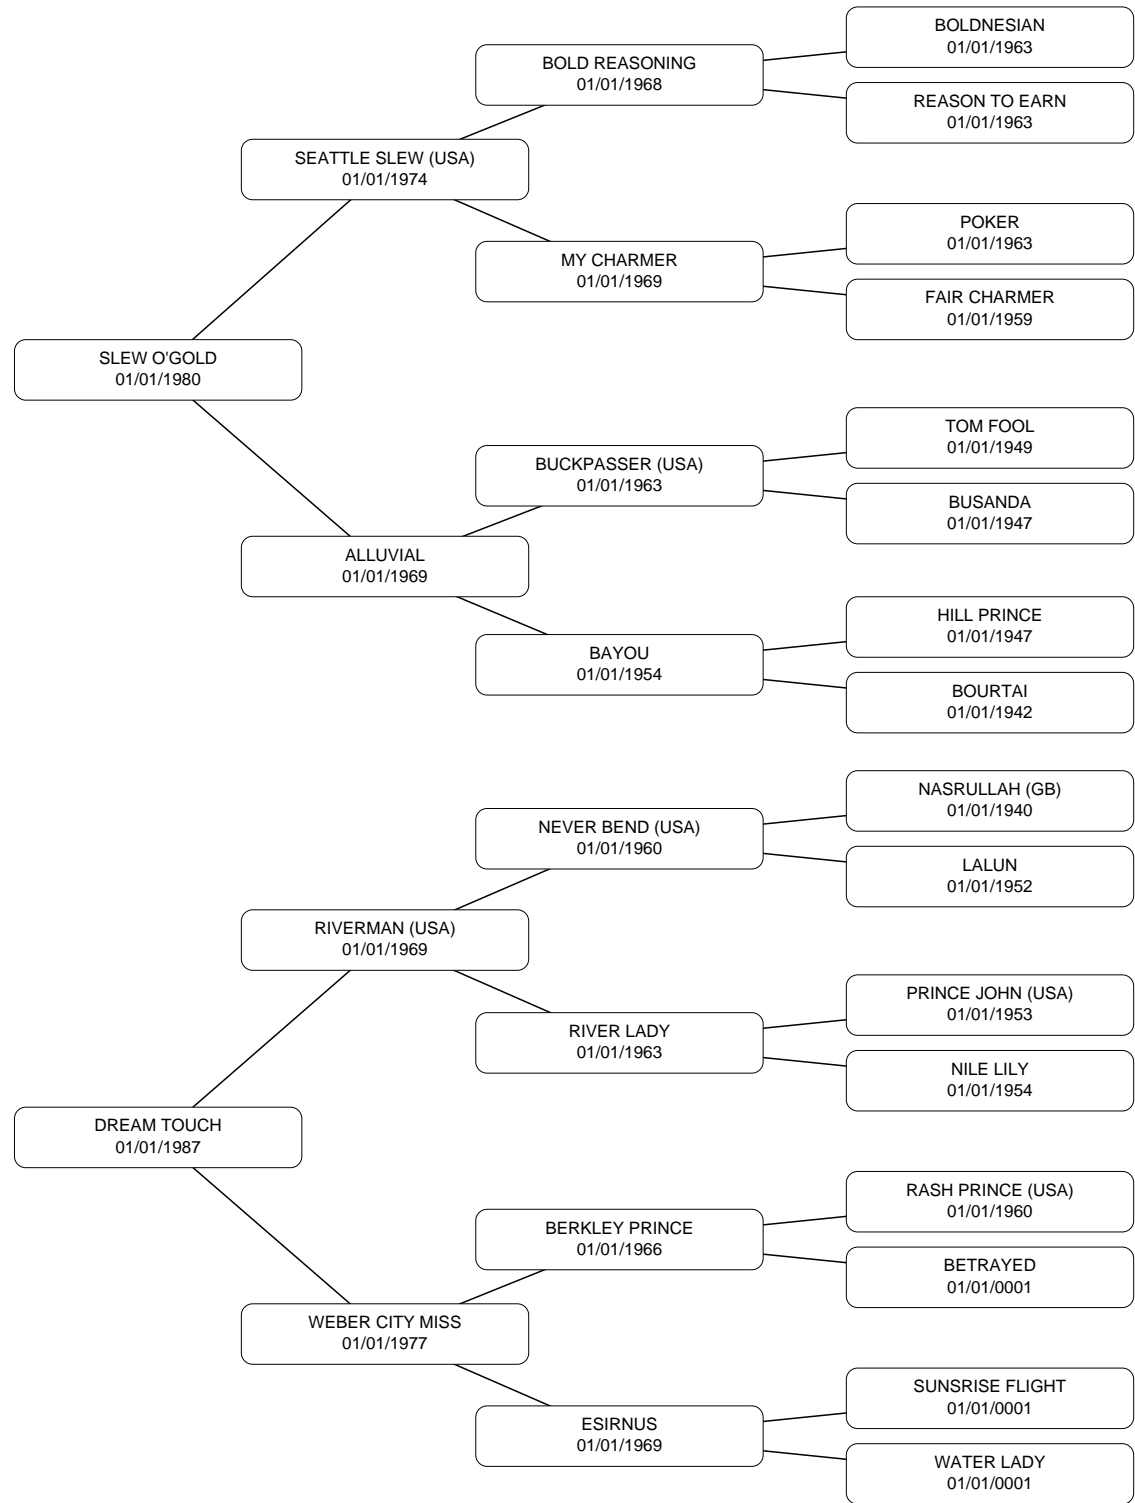 BOLDNESIAN
01/01/1963
BOLD REASONING
01/01/1968
REASON TO EARN
01/01/1963
SEATTLE SLEW (USA)
01/01/1974
POKER
01/01/1963
MY CHARMER
01/01/1969
FAIR CHARMER
01/01/1959
SLEW O'GOLD
01/01/1980
TOM FOOL
01/01/1949
BUCKPASSER (USA)
01/01/1963
BUSANDA
01/01/1947
ALLUVIAL
01/01/1969
HILL PRINCE
01/01/1947
BAYOU
01/01/1954
BOURTAI
01/01/1942
NASRULLAH (GB)
01/01/1940
NEVER BEND (USA)
01/01/1960
LALUN
01/01/1952
RIVERMAN (USA)
01/01/1969
PRINCE JOHN (USA)
01/01/1953
RIVER LADY
01/01/1963
NILE LILY
01/01/1954
DREAM TOUCH
01/01/1987
RASH PRINCE (USA)
01/01/1960
BERKLEY PRINCE
01/01/1966
BETRAYED
01/01/0001
WEBER CITY MISS
01/01/1977
SUNSRISE FLIGHT
01/01/0001
ESIRNUS
01/01/1969
WATER LADY
01/01/0001